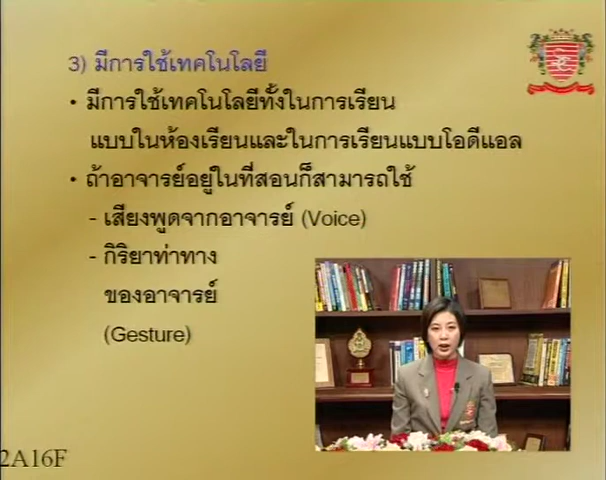 3) มีการใช้เทคโนโลยี
• มีการใช้เทคโนโลยีทั้งในการเรียน
แบบในห้องเรียนและในการเรียนแบบโอดีแอล
• ถ้าอาจารย์อยู่ในที่สอนก็สามารถใช้
- เสียงพูดจากอาจารย์ (Voice)
- กิริยาท่าทาง
ของอาจารย์
(Gesture)
2A16F